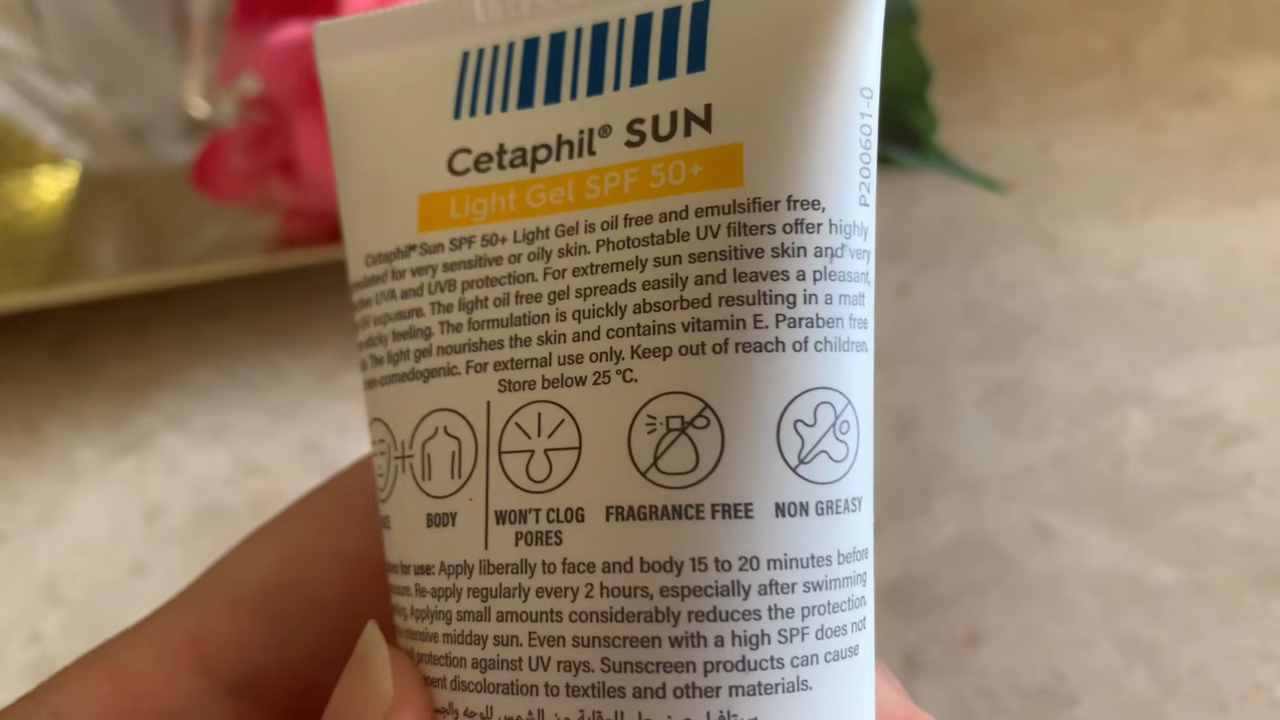 Cetaphil® SUN
Light Gel SPF 50+
P200601-0
Cetaphil® Sun SPF 50+ Light Gel is oil free and emulsifier free,
for very sensitive or oily skin. Photostable UV filters offer highly
UVA and UVB protection. For extremely sun sensitive skin and very
exposure. The light oil free gel spreads easily and leaves a pleasant,
feeling. The formulation is quickly absorbed resulting in a matt
The light gel nourishes the skin and contains vitamin E. Paraben free
non-comedogenic. For external use only. Keep out of reach of children.
Store below 25 °C.
BODY
WON'T CLOG
PORES
FRAGRANCE FREE
NON GREASY
for use: Apply liberally to face and body 15 to 20 minutes before
Re-apply regularly every 2 hours, especially after swimming
Applying small amounts considerably reduces the protection.
intensive midday sun. Even sunscreen with a high SPF does not
protection against UV rays. Sunscreen products can cause
discoloration to textiles and other materials.